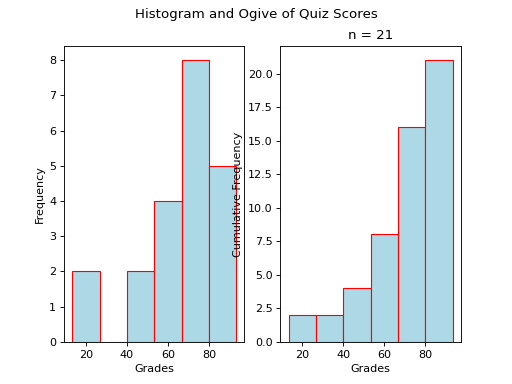 Histogram and Ogive of Quiz Scores
n = 21
8
7
6
5
4
3
2
1
0
Frequency
20 40 60 80
Grades
20.0
17.5
15.0
12.5
10.0
7.5
5.0
2.5
0.0
Cumulative Frequency
20 40 60 80
Grades